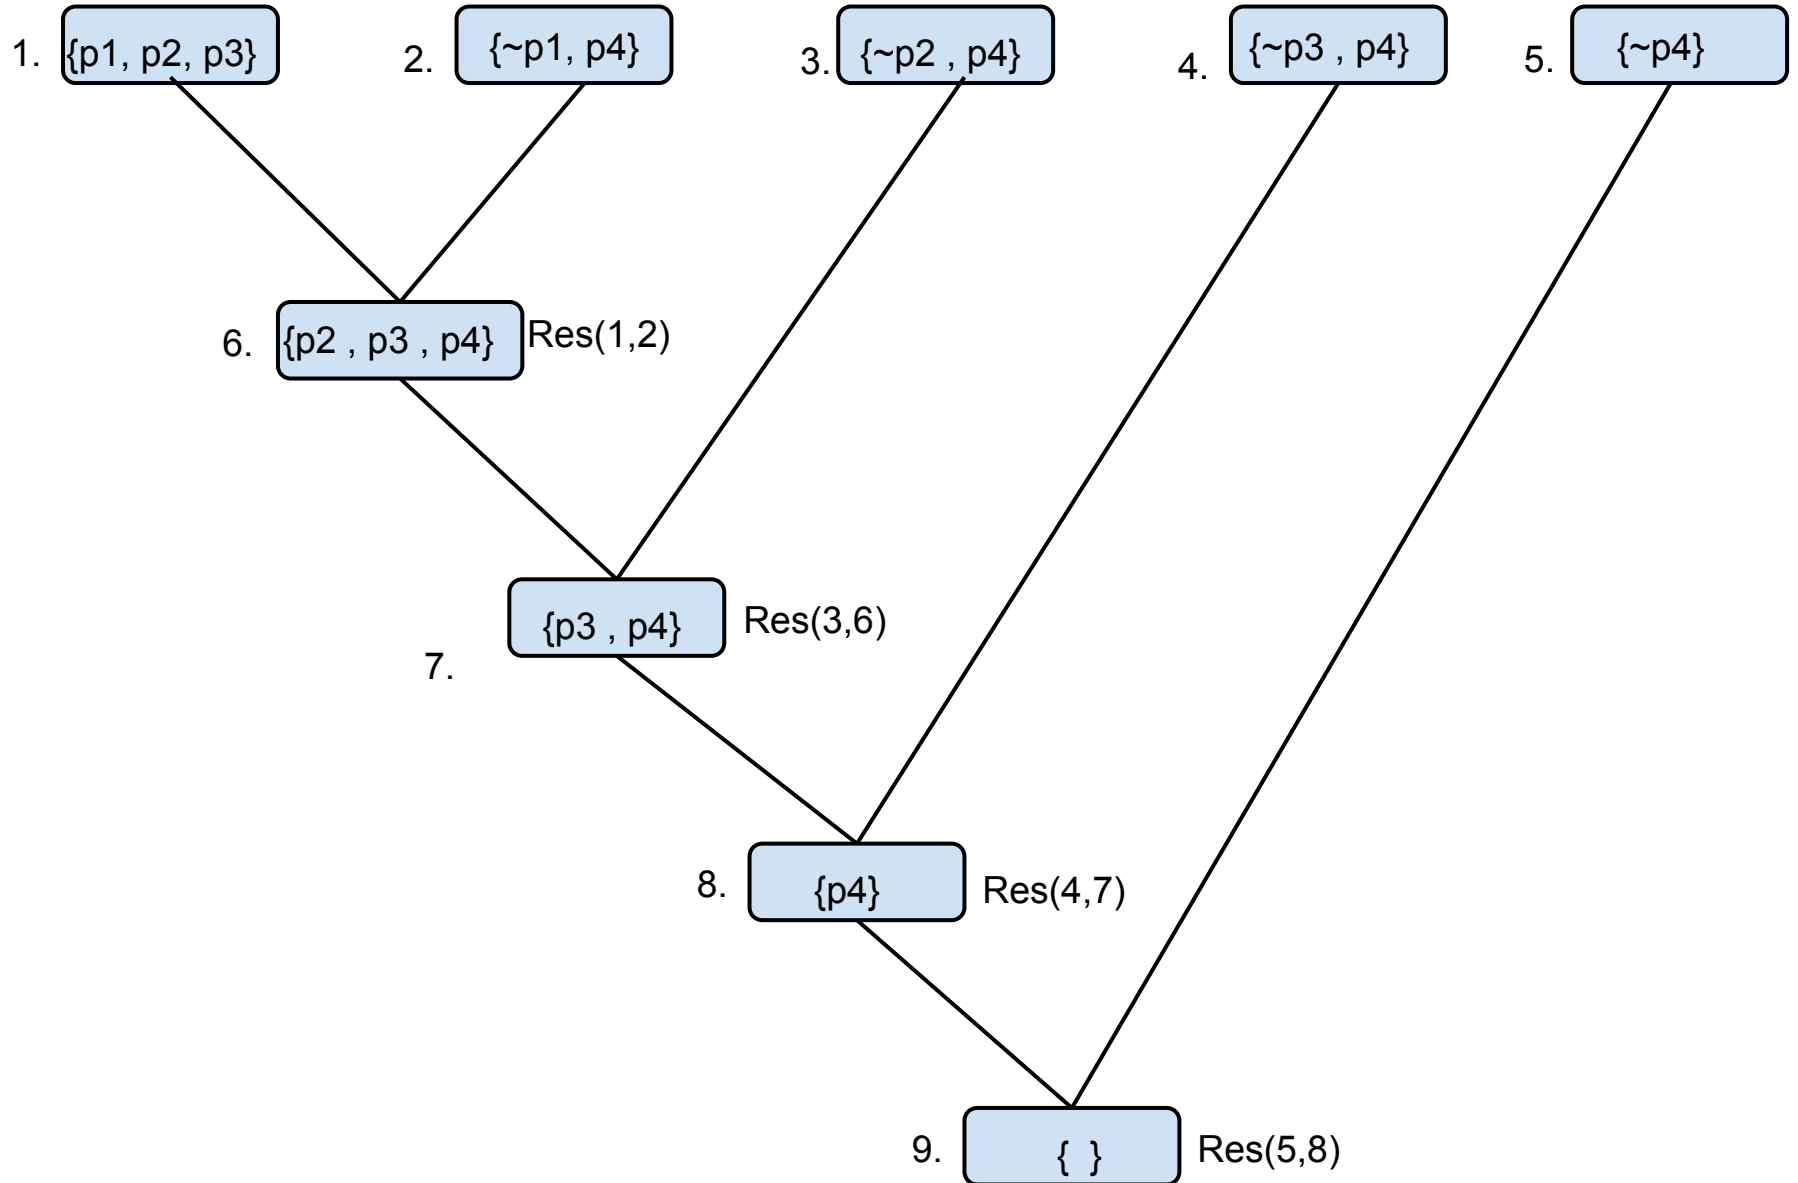 1. {p1, p2, p3} 2. {~p1, p4} 3. {~p2 , p4} 4. {~p3 , p4} 5. {~p4}
6. {p2 , p3 , p4} Res(1,2)
7. {p3 , p4} Res(3,6)
8. {p4} Res(4,7)
9. { } Res(5,8)